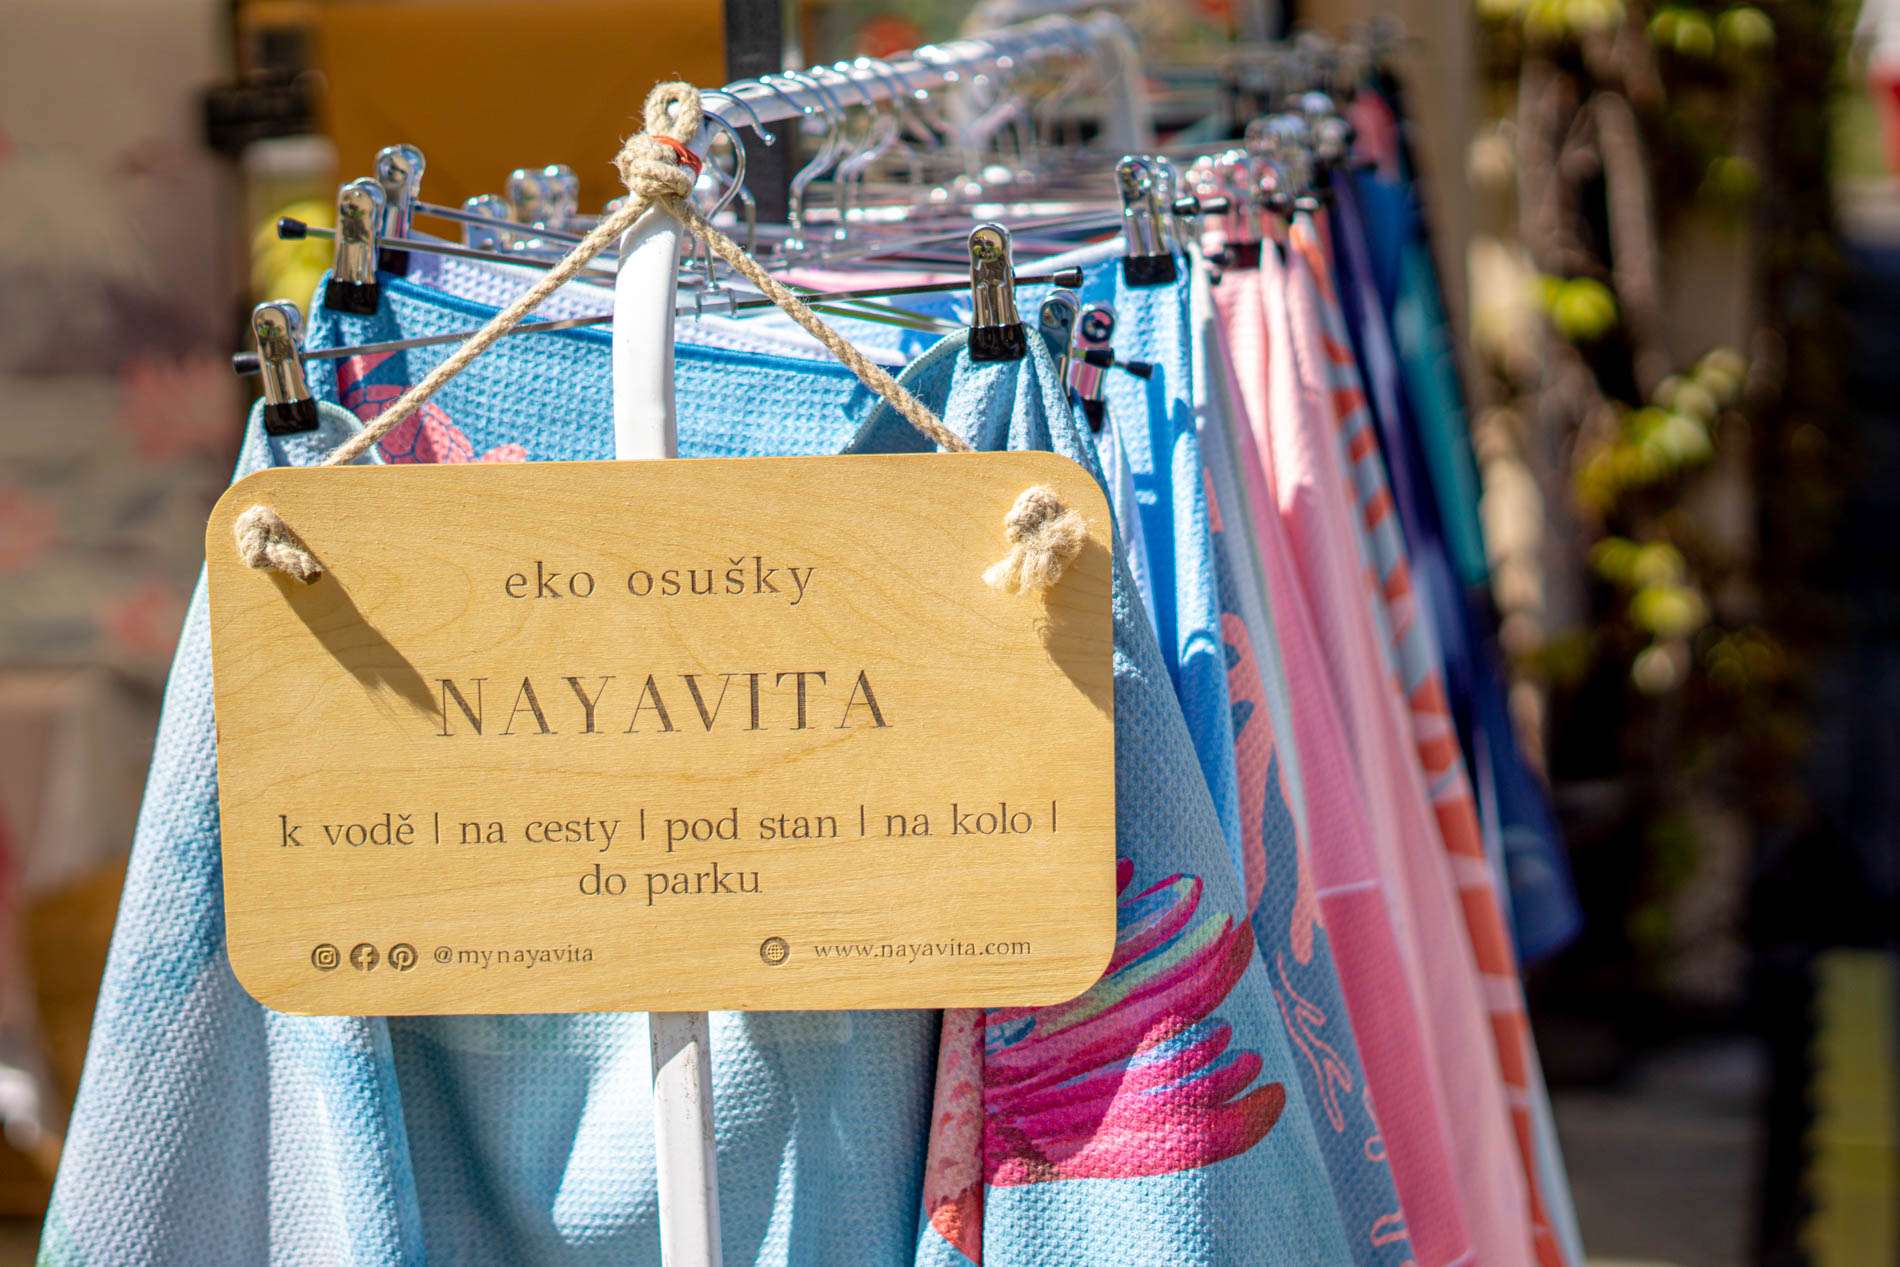 eko osušky
NAYAVITA
k vodě | na cesty | pod stan | na kolo |
do parku
@mynayavita www.nayavita.com